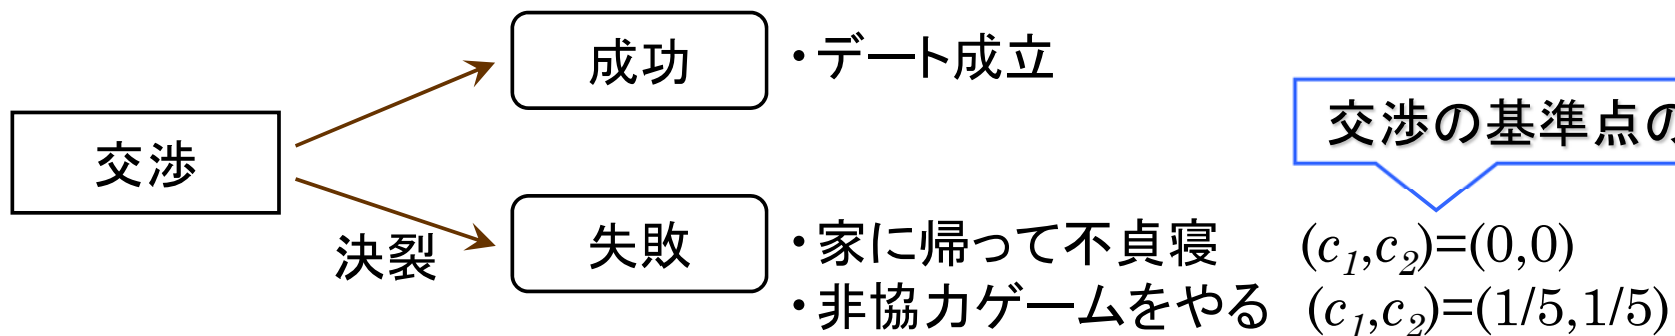 成功
・デート成立
交渉
交渉の基準点の
決裂
失敗
・家に帰って不貞寝 (c1,c2)=(0,0)
・非協力ゲームをやる (c1,c2)=(1/5,1/5)